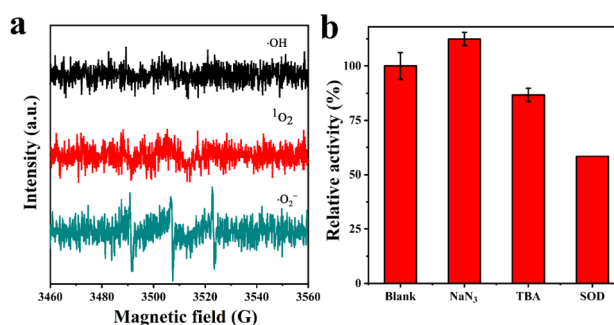 a
·OH
¹O₂
·O₂⁻
Intensity (a.u.)
3460 3480 3500 3520 3540 3560
Magnetic field (G)
b
Relative activity (%)
100
75
50
25
0
Blank NaN₃ TBA SOD